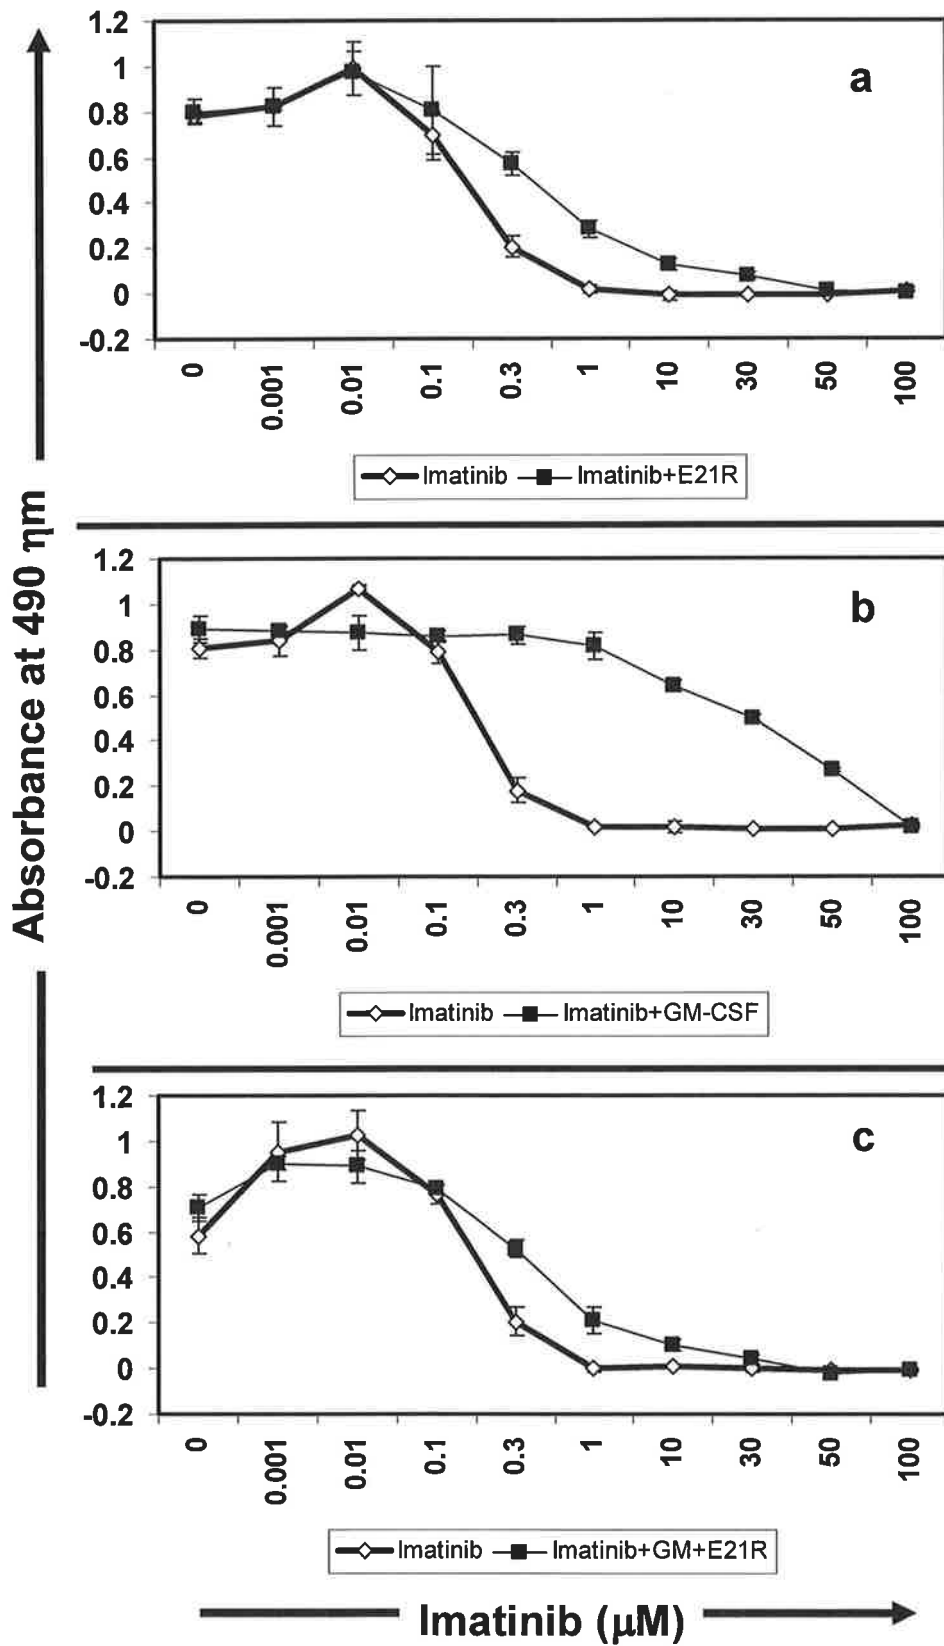 Absorbance at 490 ηm
1.2
1
0.8
0.6
0.4
0.2
0
-0.2
a
0 0.001 0.01 0.1 0.3 1 10 30 50 100
Imatinib Imatinib+E21R
1.2
1
0.8
0.6
0.4
0.2
0
-0.2
b
0 0.001 0.01 0.1 0.3 1 10 30 50 100
Imatinib Imatinib+GM-CSF
1.2
1
0.8
0.6
0.4
0.2
0
-0.2
c
0 0.001 0.01 0.1 0.3 1 10 30 50 100
Imatinib Imatinib+GM+E21R
Imatinib (μM)